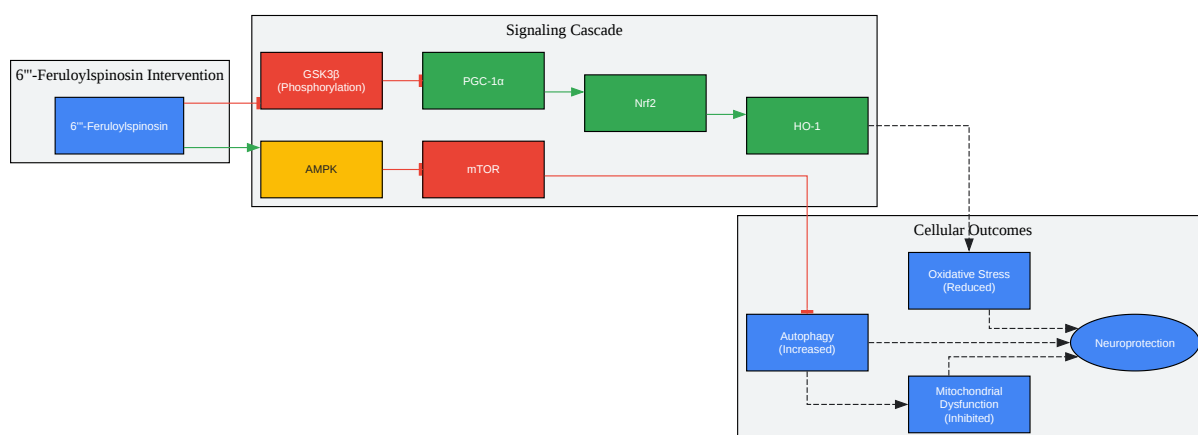 Signaling Cascade
6'''-Feruloylspinosin Intervention
6'''-Feruloylspinosin
GSK3β
(Phosphorylation)
PGC-1α
Nrf2
HO-1
AMPK
mTOR
Cellular Outcomes
Oxidative Stress
(Reduced)
Autophagy
(Increased)
Neuroprotection
Mitochondrial
Dysfunction
(Inhibited)